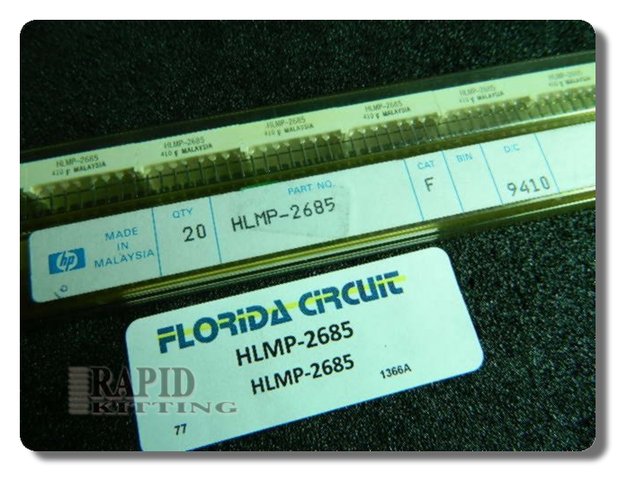 HLMP-2685
410 F MALAYSIA
HLMP-2685
410 F MALAYSIA
HLMP-2685
410 F MALAYSIA
HLMP-2685
410 F MALAYSIA
HLMP-2685
410 F MALAYSIA
HLMP-2685
hp
MADE
IN
MALAYSIA
QTY
20
PART NO.
HLMP-2685
CAT
F
BIN
D/C
9410
FLORIDA CIRCUIT
HLMP-2685
HLMP-2685
1366A
77
RAPID
KITTING